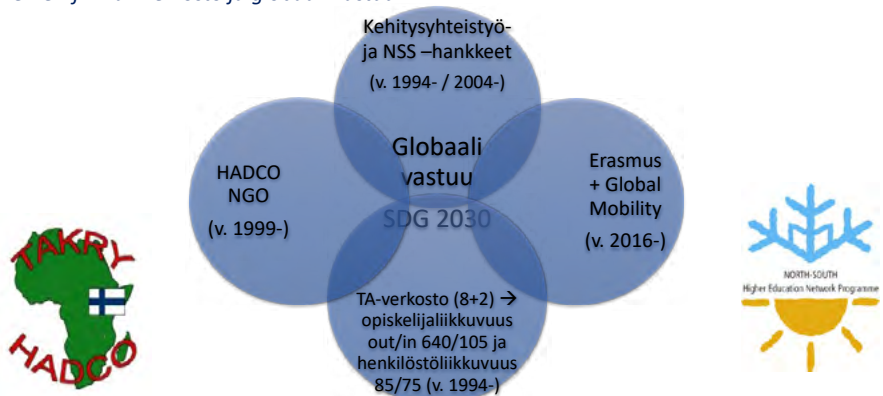 Kehitysyhteistyö-
ja NSS –hankkeet
(v. 1994- / 2004-)
Globaali
vastuu
SDG 2030
HADCO
NGO
(v. 1999-)
Erasmus
+ Global
Mobility
(v. 2016-)
TA-verkosto (8+2) →
opiskelijaliikkuvuus
out/in 640/105 ja
henkilöstöliikkuvuus
85/75 (v. 1994-)
TAKRY
HADCO
NORTH-SOUTH
Higher Education Network Programme